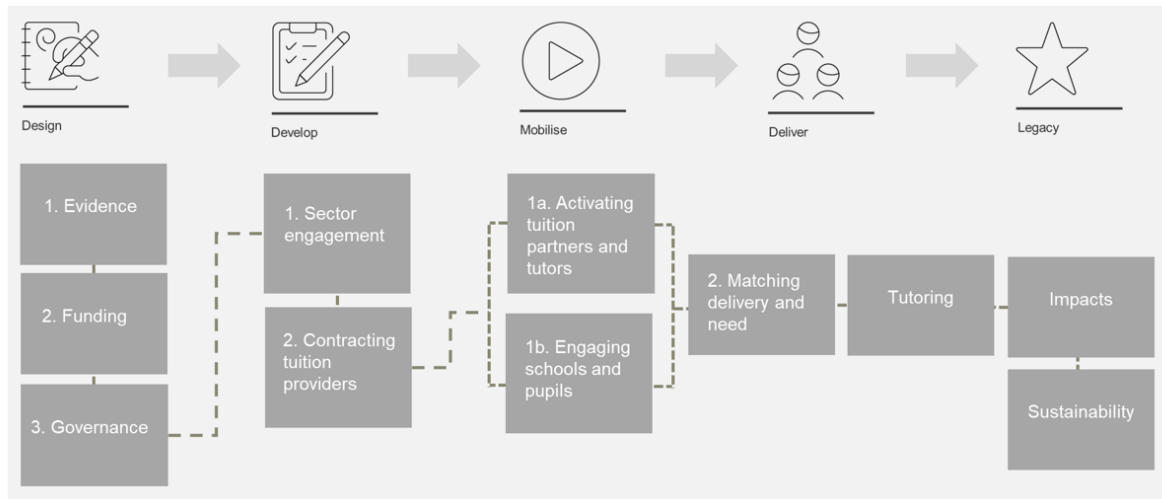 Design
Develop
Mobilise
Deliver
Legacy
1. Evidence
2. Funding
3. Governance
1. Sector
engagement
2. Contracting
tuition
providers
1a. Activating
tuition
partners and
tutors
1b. Engaging
schools and
pupils
2. Matching
delivery and
need
Tutoring
Impacts
Sustainability